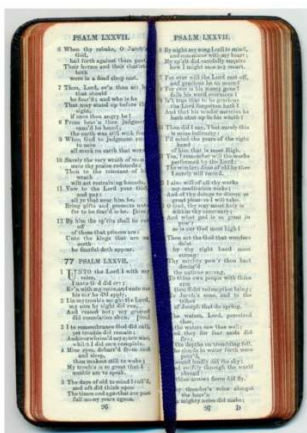 PSALM LXXVII.
6 When thy rebuke, O Jacob's
God,
had forth against them past,
Their horses and their chariots
both
were in a dead sleep cast.
7 Thou, Lord, ev'n thou art he
that should
be fear'd; and who is he
That may stand up before thy
sight,
if once thou angry be?
8 From heav'n thou judgment
caus'd be heard;
the earth was still with fear,
9 When God to judgment rose
to save
all meek on earth that were.
10 Surely the very wrath of man
unto thy praise redounds:
Thou to the remnant of his
wrath
wilt set restraining bounds.
11 Vow to the Lord your God,
and pay:
all ye that near him be,
Bring gifts and presents unto
for to be fear'd is he.
12 By him the sp'rits shall be cut
off
of those that princes are:
Unto the kings that are on
earth
he fearful doth appear.
77 PSALM
1 UNTO the Lord I with my
voice,
I unto God did cry;
Ev'n with my voice, and unto me
his ear he did apply.
2 I in my trouble sought the Lord,
my sore by night did run,
And ceased not; my grieved
soul
did consolation shun.
3 I to remembrance God did call,
yet trouble did remain;
And overwhelm'd my spirit was,
whilst I did sore complain.
4 Mine eyes, debarr'd from rest
and sleep,
thou makest still to wake;
My trouble is so great that I
unable am to speak.
5 The days of old to mind I call'd,
and oft did think upon
The times and ages that are past
full many years agone.
96
PSALM LXXVII.
6 By night my song I call to mind,
and commune with my heart;
My sp'rit did carefully enquire
how I might ease my smart.
7 For ever will the Lord cast off,
and gracious be no more?
8 For ever is his mercy gone?
fails his word evermore?
9 Is't true that to be gracious
the Lord forgotten hath?
And that his tender mercies he
hath shut up in his wrath?
10 Then did I say, That surely this
is mine infirmity:
I'll mind the years of the right
hand
of him that is most High.
11 Yea, I remember will the works
performed by the Lord:
The wonders done of old by thee
I surely will record.
12 I also will of all thy works
my meditation make;
And of thy doings to discourse
great pleasure I will take.
13 O God, thy way most holy is
within thy sanctuary;
And what god is so great in
pow'r
as is our God most high?
14 Thou art the God that wonders
do'st
by thy right hand most
strong:
Thy mighty pow'r thou hast
declar'd
the nations among.
15 To thine own people with thine
arm
thou didst redemption bring;
To Jacob's sons, and to the
tribes
of Joseph that do spring.
16 The waters, Lord, perceived
thee,
the waters saw thee well;
And they for fear aside did
flee;
the depths on trembling fell.
17 The clouds in water forth were
pour'd,
sound loudly did the sky;
And swiftly through the world
abroad
thine arrows fierce did fly.
18 Thy thunder's voice alongst
the heav'n
a mighty noise did make;
97 D